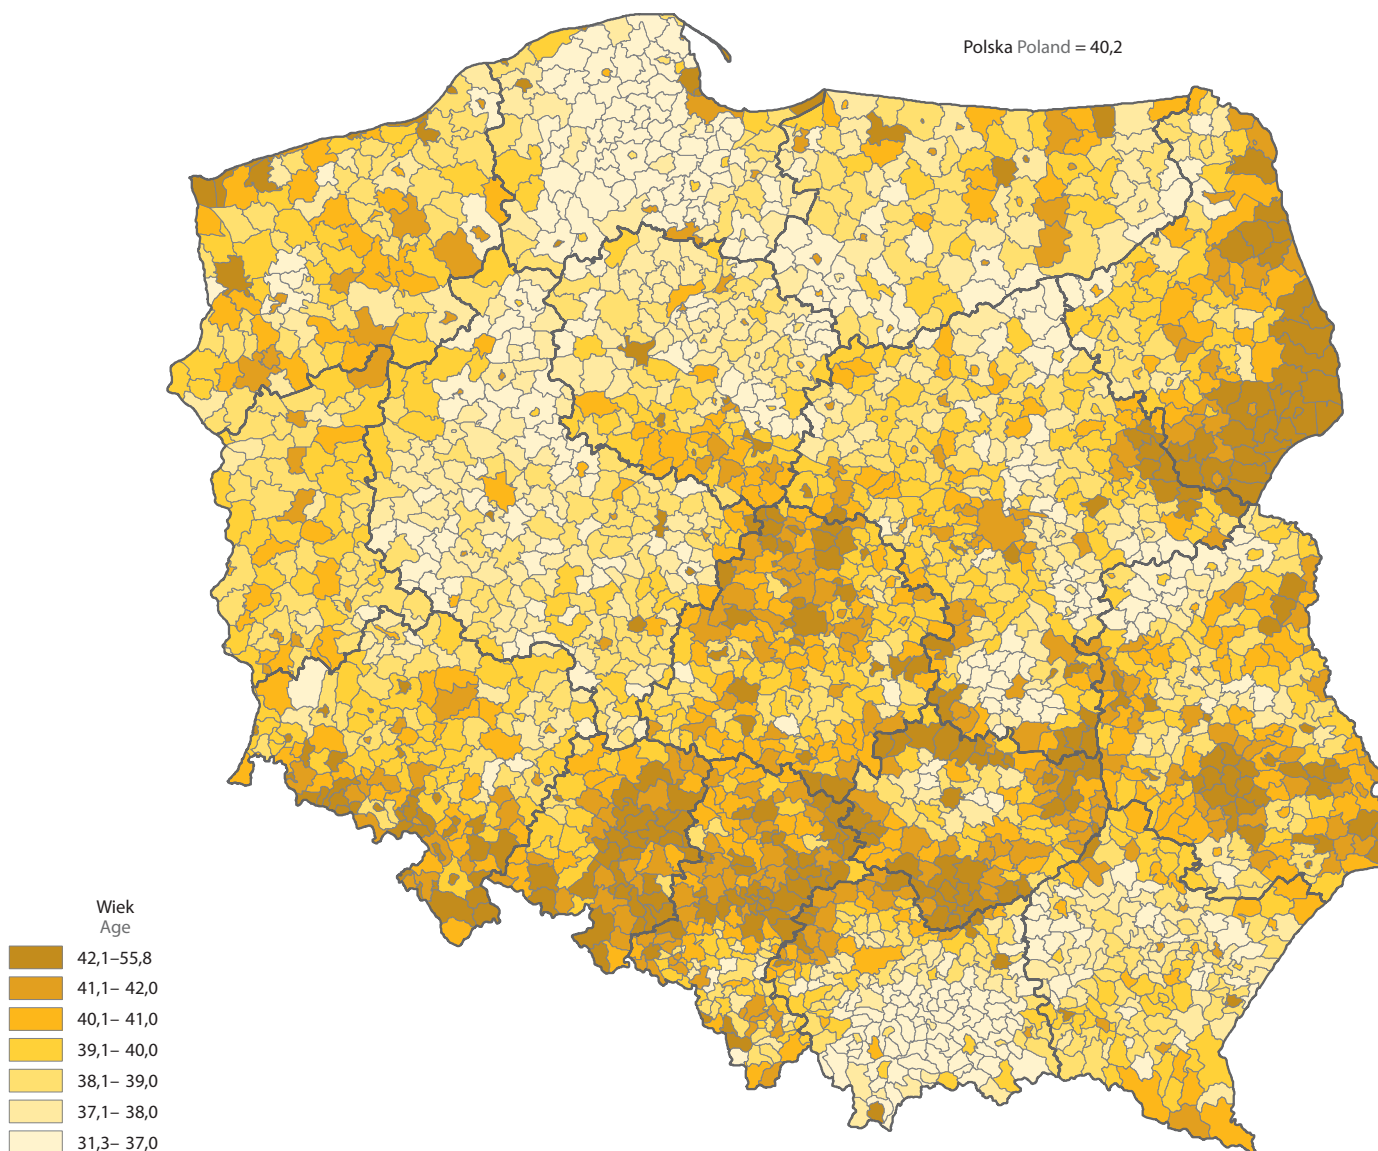 Polska Poland = 40,2
Wiek
Age
42,1–55,8
41,1– 42,0
40,1– 41,0
39,1– 40,0
38,1– 39,0
37,1– 38,0
31,3– 37,0